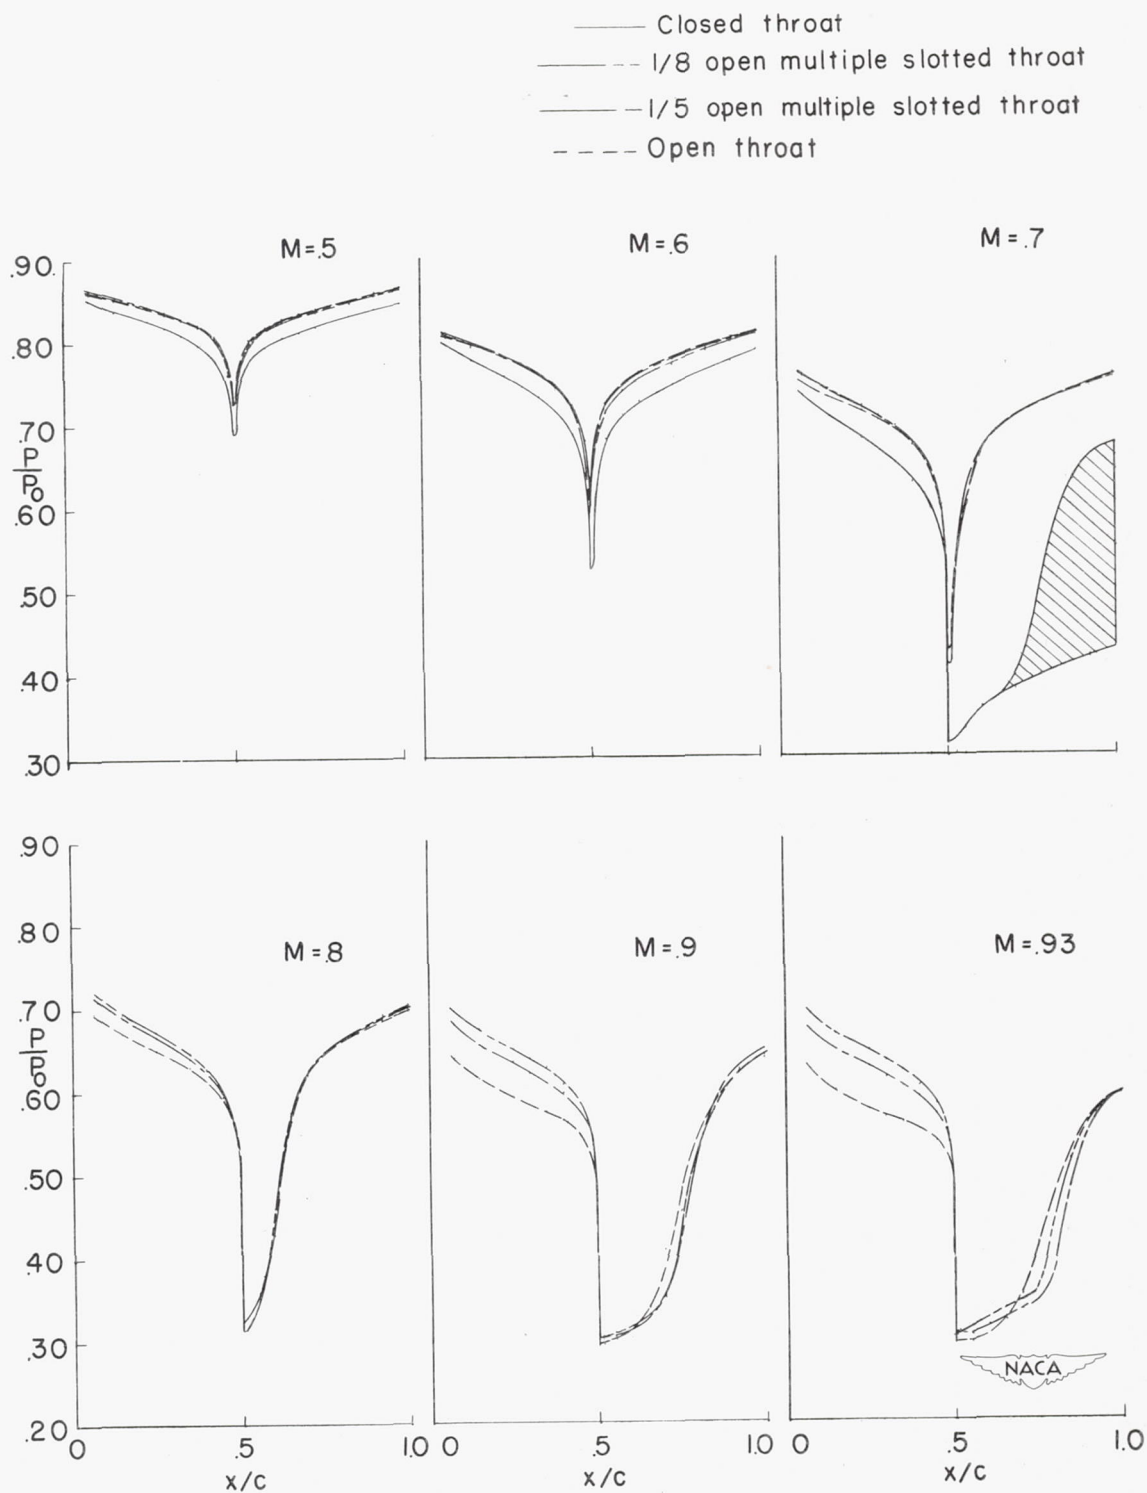 Closed throat
1/8 open multiple slotted throat
1/5 open multiple slotted throat
Open throat
M=.5
M=.6
M=.7
.90
.80
.70
P
Po
.60
.50
.40
.30
.90
.80
M=.8
M=.9
M=.93
.70
P
Po
.60
.50
.40
.30
NACA
.20
0 .5 1.0 0 .5 1.0 0 .5 1.0
x/c x/c x/c